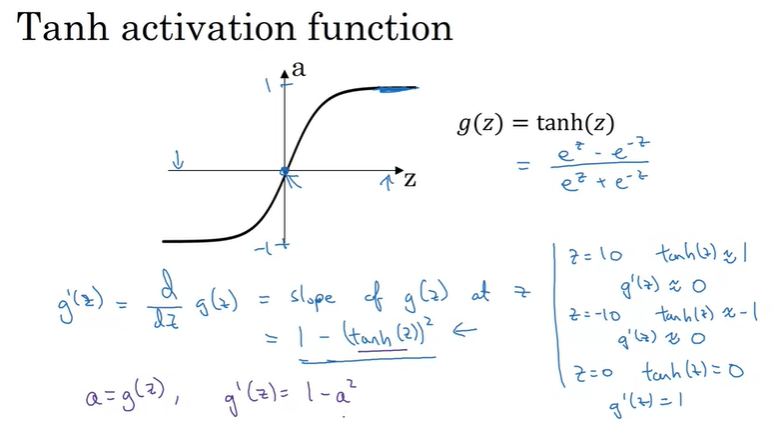 Tanh activation function
a
1
g(z) = tanh(z)
= e^z - e^-z / e^z + e^-z
z
-1
g'(z) = d/dz g(z) = slope of g(z) at z
= 1 - (tanh(z))^2 ←
a = g(z), g'(z) = 1 - a^2
z = 10 tanh(z) ≈ 1
g'(z) ≈ 0
z = -10 tanh(z) ≈ -1
g'(z) ≈ 0
z = 0 tanh(z) = 0
g'(z) = 1